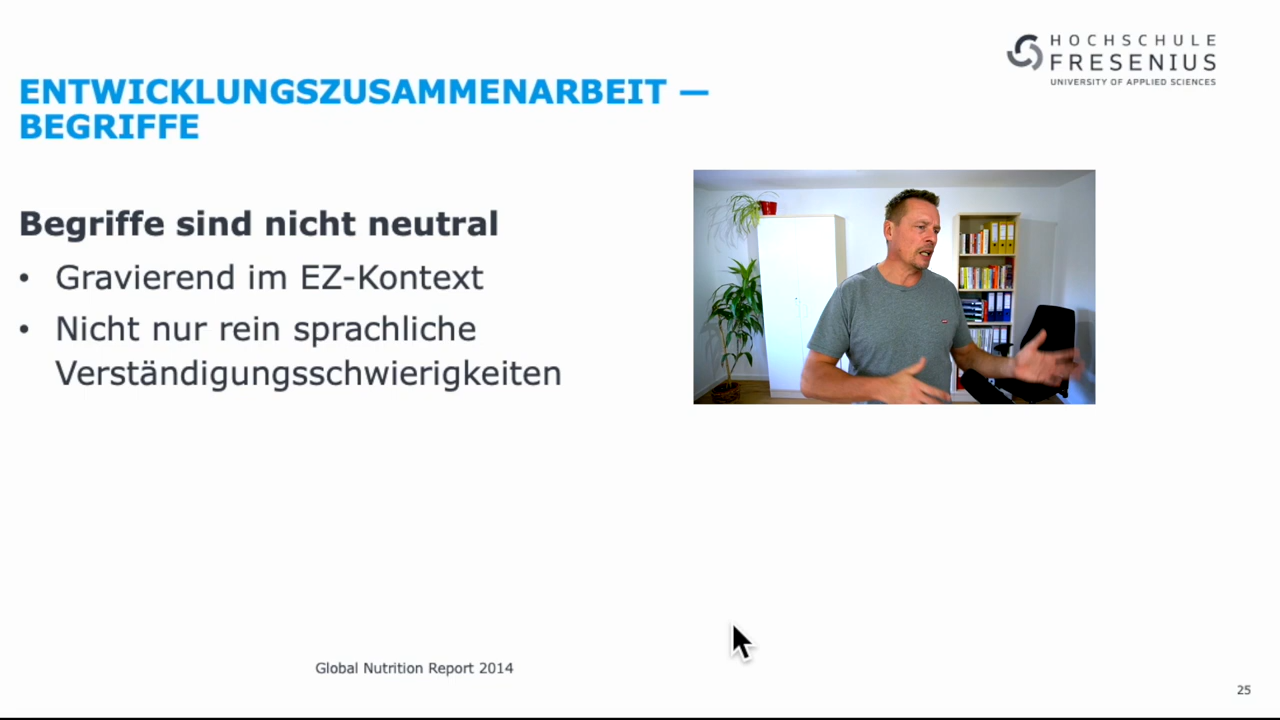 HOCHSCHULE
FRESENIUS
UNIVERSITY OF APPLIED SCIENCES
ENTWICKLUNGSZUSAMMENARBEIT —
BEGRIFFE
Begriffe sind nicht neutral
• Gravierend im EZ-Kontext
• Nicht nur rein sprachliche
Verständigungsschwierigkeiten
Global Nutrition Report 2014
25